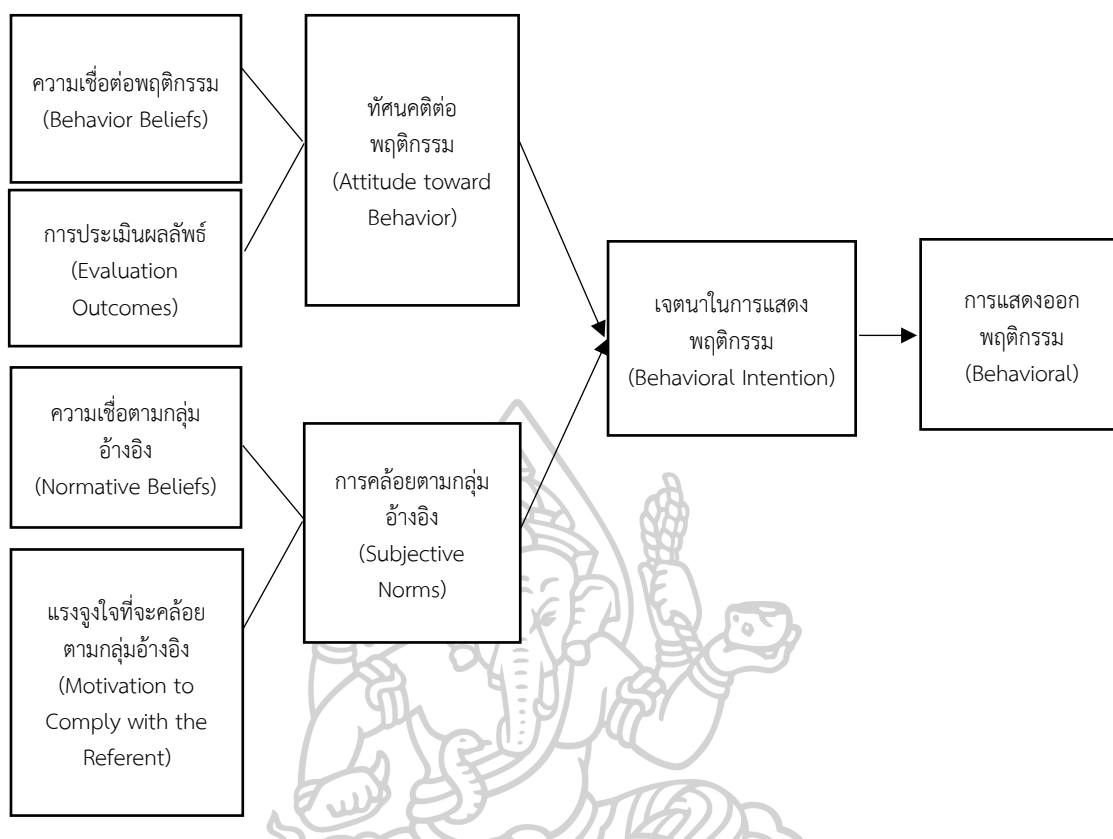 ความเชื่อต่อพฤติกรรม
(Behavior Beliefs)
การประเมินผลลัพธ์
(Evaluation
Outcomes)
ความเชื่อตามกลุ่ม
อ้างอิง
(Normative Beliefs)
แรงจูงใจที่จะคล้อย
ตามกลุ่มอ้างอิง
(Motivation to
Comply with the
Referent)
ทัศนคติต่อ
พฤติกรรม
(Attitude toward
Behavior)
การคล้อยตามกลุ่ม
อ้างอิง
(Subjective
Norms)
เจตนาในการแสดง
พฤติกรรม
(Behavioral Intention)
การแสดงออก
พฤติกรรม
(Behavioral)